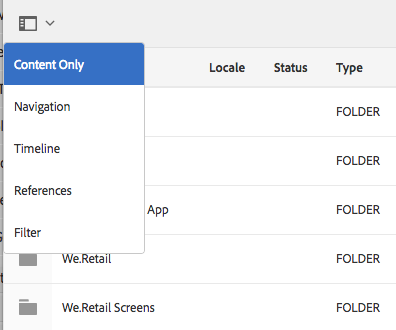 Content Only
Locale Status Type
Navigation FOLDER
Timeline FOLDER
References
App FOLDER
Filter
We.Retail FOLDER
We.Retail Screens FOLDER